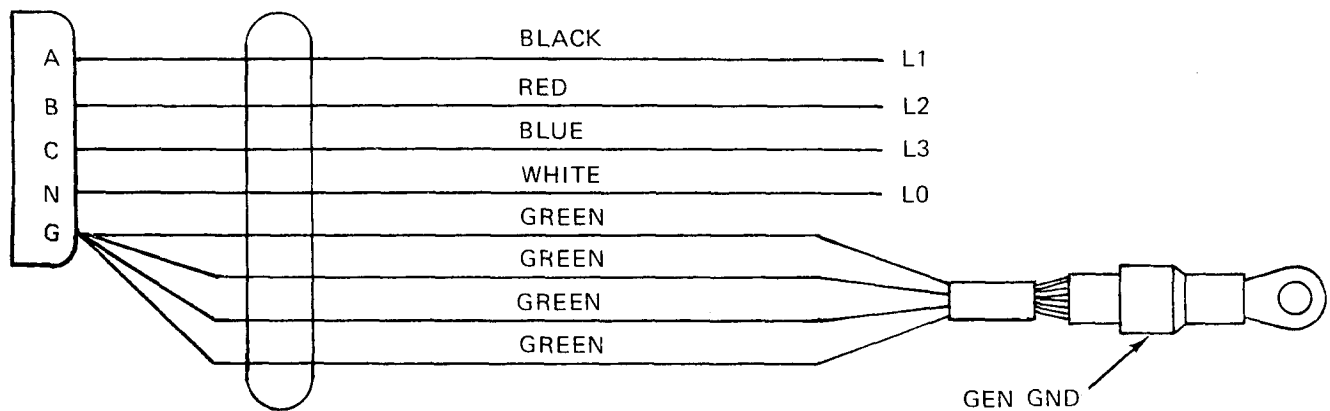 A BLACK L1
B RED L2
C BLUE L3
N WHITE L0
G GREEN
GREEN
GREEN
GREEN
GEN GND